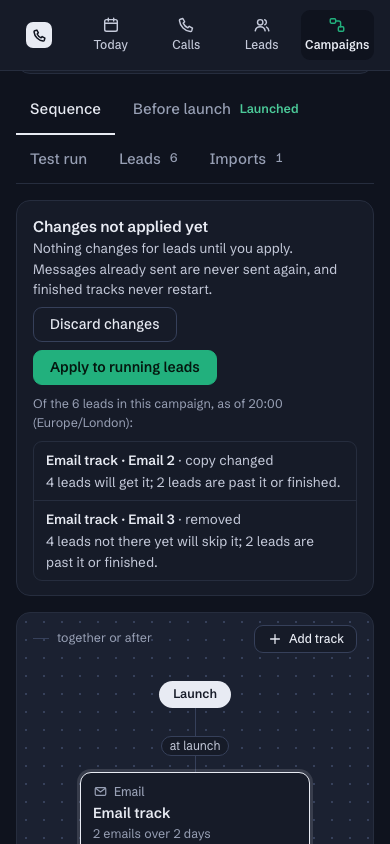 Today
Calls
Leads
Campaigns
Sequence
Before launch Launched
Test run
Leads 6
Imports 1
Changes not applied yet
Nothing changes for leads until you apply.
Messages already sent are never sent again, and
finished tracks never restart.
Discard changes
Apply to running leads
Of the 6 leads in this campaign, as of 20:00
(Europe/London):
Email track · Email 2 · copy changed
4 leads will get it; 2 leads are past it or finished.
Email track · Email 3 · removed
4 leads not there yet will skip it; 2 leads are
past it or finished.
together or after
+ Add track
Launch
at launch
Email
Email track
2 emails over 2 days